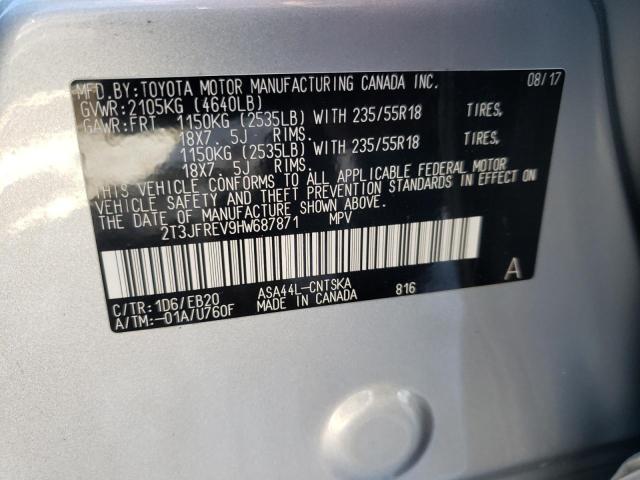 MFD.BY:TOYOTA MOTOR MANUFACTURING CANADA INC. 08/17
GVWR:2105KG (4640LB)
GAWR:FRT 1150KG (2535LB) WITH 235/55R18 TIRES,
18X7.5J RIMS.
1150KG (2535LB) WITH 235/55R18 TIRES,
18X7.5J RIMS.
THIS VEHICLE CONFORMS TO ALL APPLICABLE FEDERAL MOTOR
VEHICLE SAFETY AND THEFT PREVENTION STANDARDS IN EFFECT ON
THE DATE OF MANUFACTURE SHOWN ABOVE.
2T3JFREV9HW687871 MPV
A
C/TR:1D6/EB20 ASA44L-CNTSKA 816
A/TM:-01A/U760F MADE IN CANADA